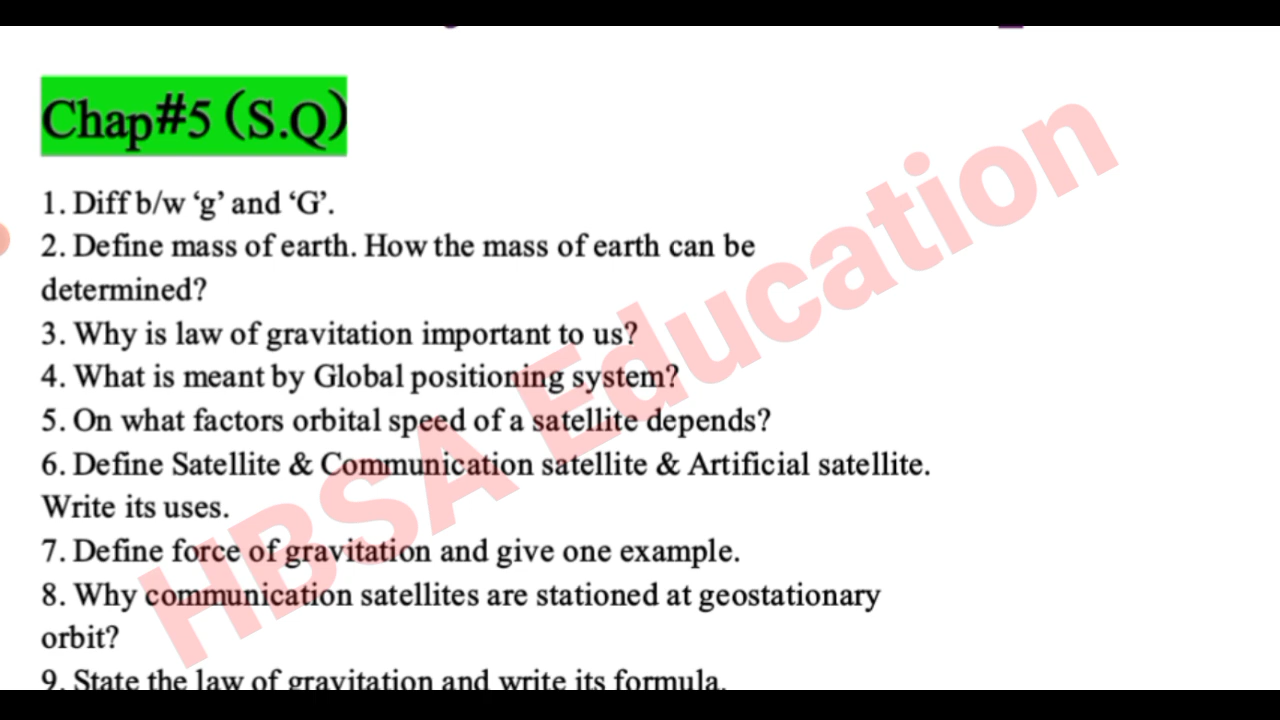 Chap#5 (S.Q)
1. Diff b/w ‘g’ and ‘G’.
2. Define mass of earth. How the mass of earth can be
determined?
3. Why is law of gravitation important to us?
4. What is meant by Global positioning system?
5. On what factors orbital speed of a satellite depends?
6. Define Satellite & Communication satellite & Artificial satellite.
Write its uses.
7. Define force of gravitation and give one example.
8. Why communication satellites are stationed at geostationary
orbit?
9. State the law of gravitation and write its formula.
HBSA Education